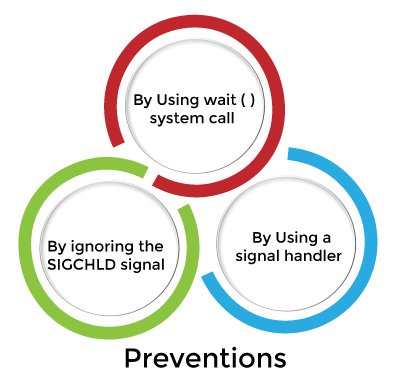 By Using wait ( )
system call
By ignoring the
SIGCHLD signal
By Using a
signal handler
Preventions